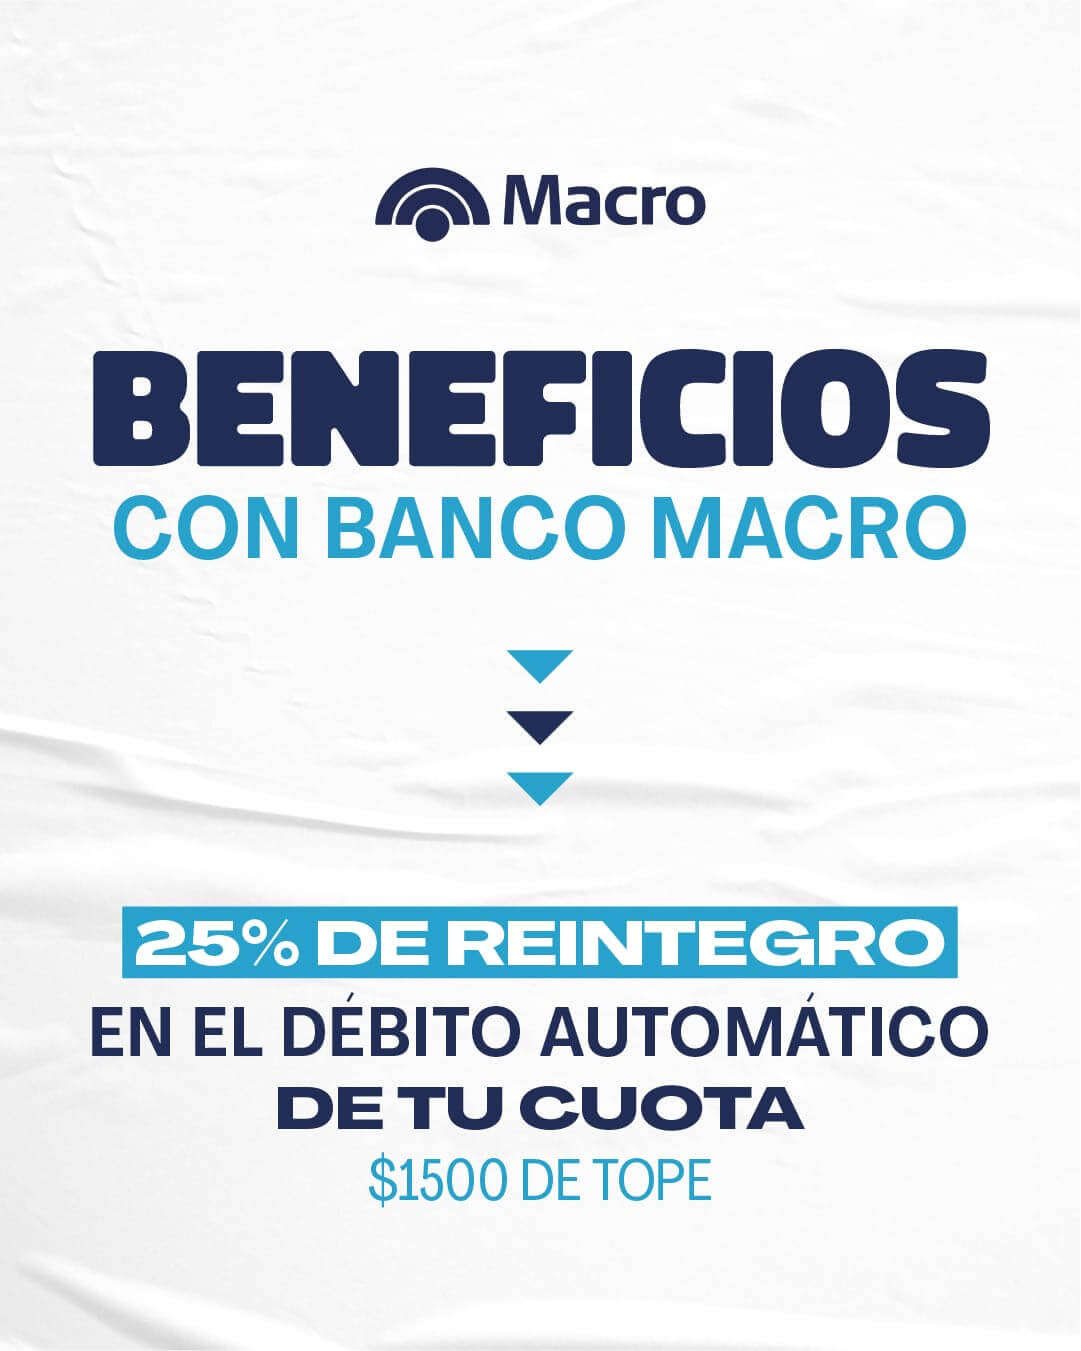 Macro
BENEFICIOS
CON BANCO MACRO
25% DE REINTEGRO
EN EL DÉBITO AUTOMÁTICO
DE TU CUOTA
$1500 DE TOPE